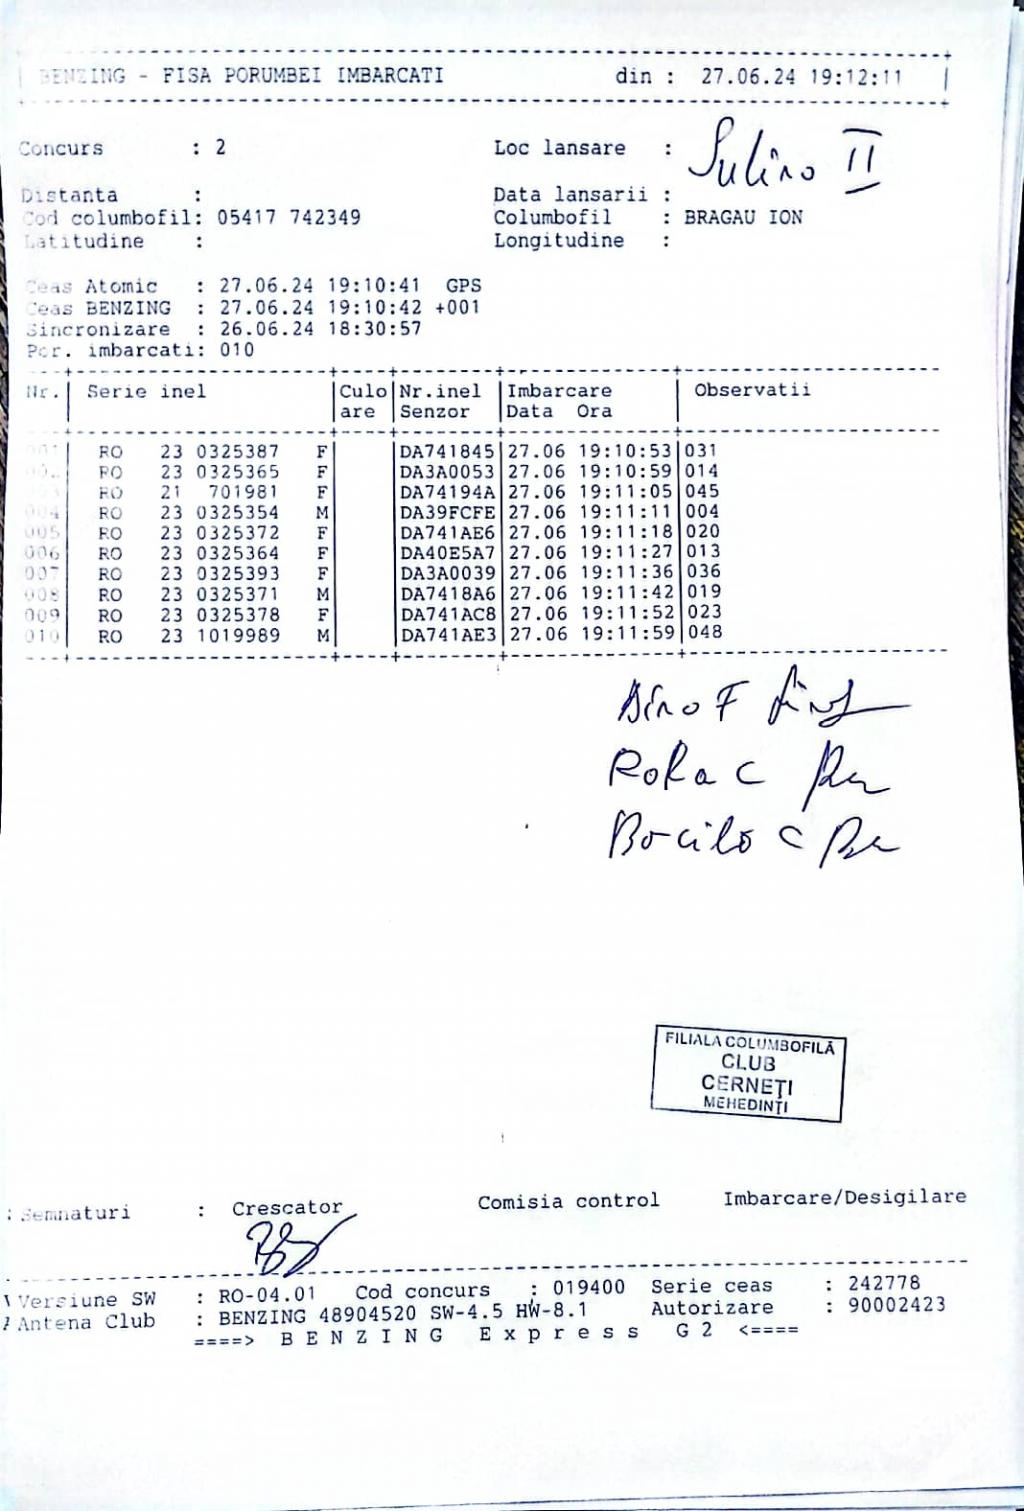 BENZING - FISA PORUMBEI IMBARCATI din : 27.06.24 19:12:11
Concurs : 2 Loc lansare : Sulina II
Distanta : Data lansarii :
Cod columbofil: 05417 742349 Columbofil : BRAGAU ION
Latitudine : Longitudine :
Ceas Atomic : 27.06.24 19:10:41 GPS
Ceas BENZING : 27.06.24 19:10:42 +001
Sincronizare : 26.06.24 18:30:57
Por. imbarcati: 010
Nr. Serie inel Culo Nr.inel Imbarcare Observatii
are Senzor Data Ora
001 RO 23 0325387 F DA741845 27.06 19:10:53 031
002 RO 23 0325365 F DA3A0053 27.06 19:10:59 014
003 RO 21 701981 F DA74194A 27.06 19:11:05 045
004 RO 23 0325354 M DA39FCFE 27.06 19:11:11 004
005 RO 23 0325372 F DA741AE6 27.06 19:11:18 020
006 RO 23 0325364 F DA40E5A7 27.06 19:11:27 013
007 RO 23 0325393 F DA3A0039 27.06 19:11:36 036
008 RO 23 0325371 M DA7418A6 27.06 19:11:42 019
009 RO 23 0325378 F DA741AC8 27.06 19:11:52 023
010 RO 23 1019989 M DA741AE3 27.06 19:11:59 048
F
C
C
FILIALA COLUMBOFILĂ
CLUB
CERNEŢI
MEHEDINŢI
Semnaturi : Crescator Comisia control Imbarcare/Desigilare
Versiune SW : RO-04.01 Cod concurs : 019400 Serie ceas : 242778
Antena Club : BENZING 48904520 SW-4.5 HW-8.1 Autorizare : 90002423
====> B E N Z I N G E x p r e s s G 2 <====